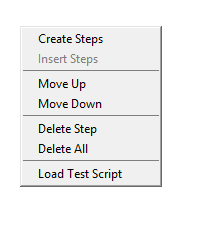 Create Steps
Insert Steps
Move Up
Move Down
Delete Step
Delete All
Load Test Script